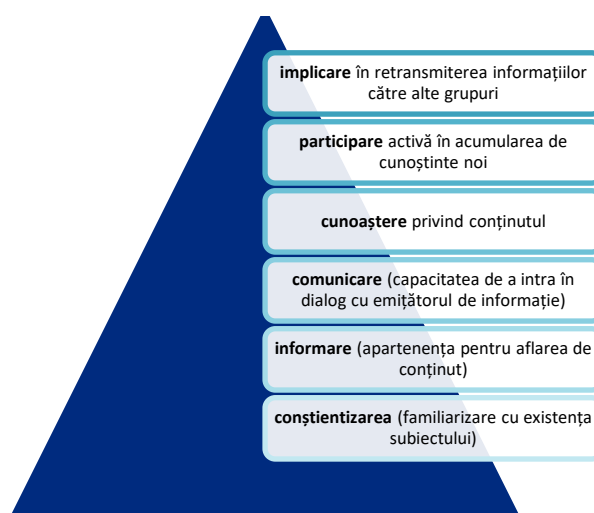 implicare în retransmiterea informațiilor
către alte grupuri
participare activă în acumularea de
cunoștinte noi
cunoaștere privind conținutul
comunicare (capacitatea de a intra în
dialog cu emițătorul de informație)
informare (apartenența pentru aflarea de
conținut)
conștientizarea (familiarizare cu existența
subiectului)